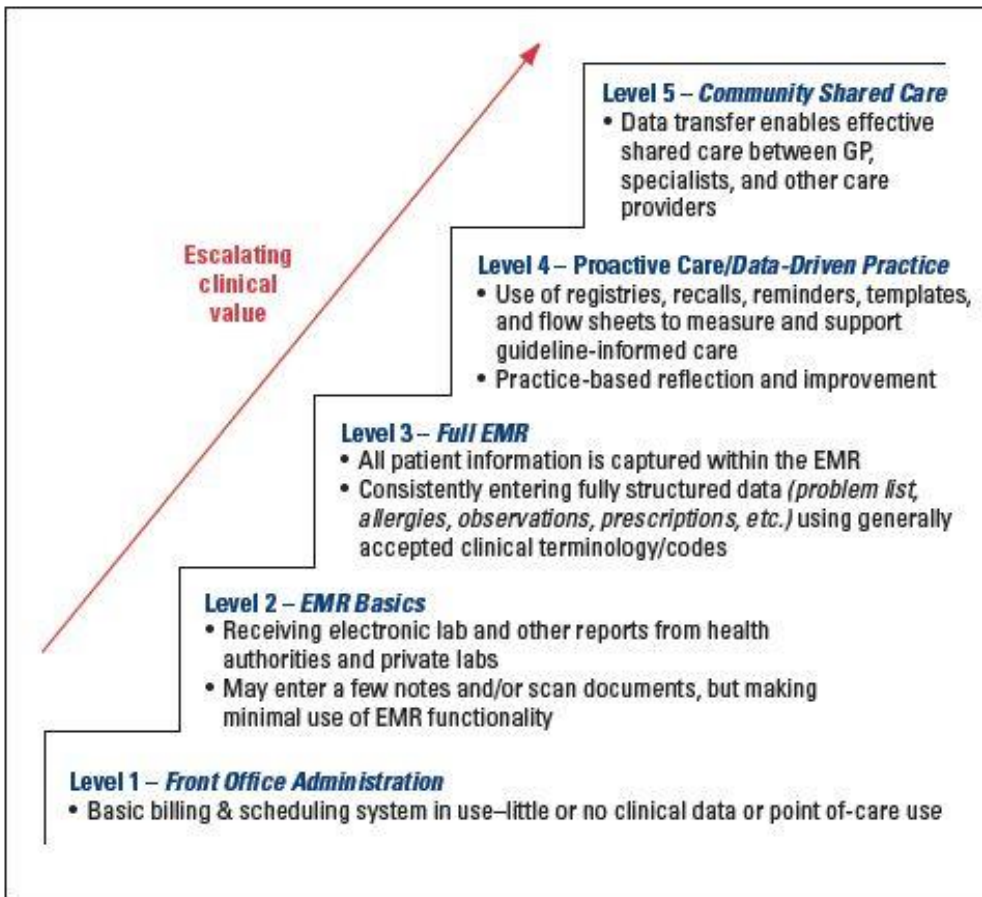 Level 5 – Community Shared Care
• Data transfer enables effective
shared care between GP,
specialists, and other care
providers
Escalating
clinical
value
Level 4 – Proactive Care/Data-Driven Practice
• Use of registries, recalls, reminders, templates,
and flow sheets to measure and support
guideline-informed care
• Practice-based reflection and improvement
Level 3 – Full EMR
• All patient information is captured within the EMR
• Consistently entering fully structured data (problem list,
allergies, observations, prescriptions, etc.) using generally
accepted clinical terminology/codes
Level 2 – EMR Basics
• Receiving electronic lab and other reports from health
authorities and private labs
• May enter a few notes and/or scan documents, but making
minimal use of EMR functionality
Level 1 – Front Office Administration
• Basic billing & scheduling system in use–little or no clinical data or point of-care use